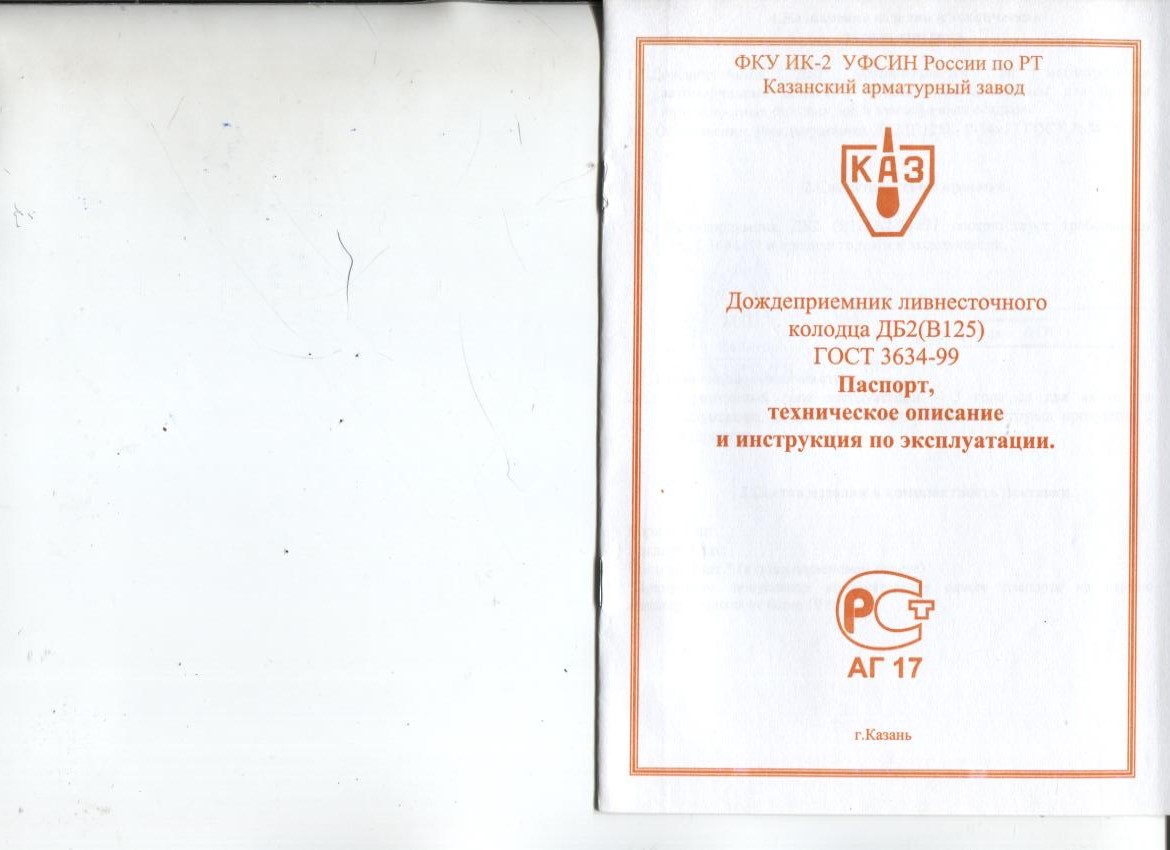 ФКУ ИК-2 УФСИН России по РТ
Казанский арматурный завод
КАЗ
Дождеприемник ливнесточного
колодца ДБ2(В125)
ГОСТ 3634-99
Паспорт,
техническое описание
и инструкция по эксплуатации.
РСТ
АГ 17
г.Казань